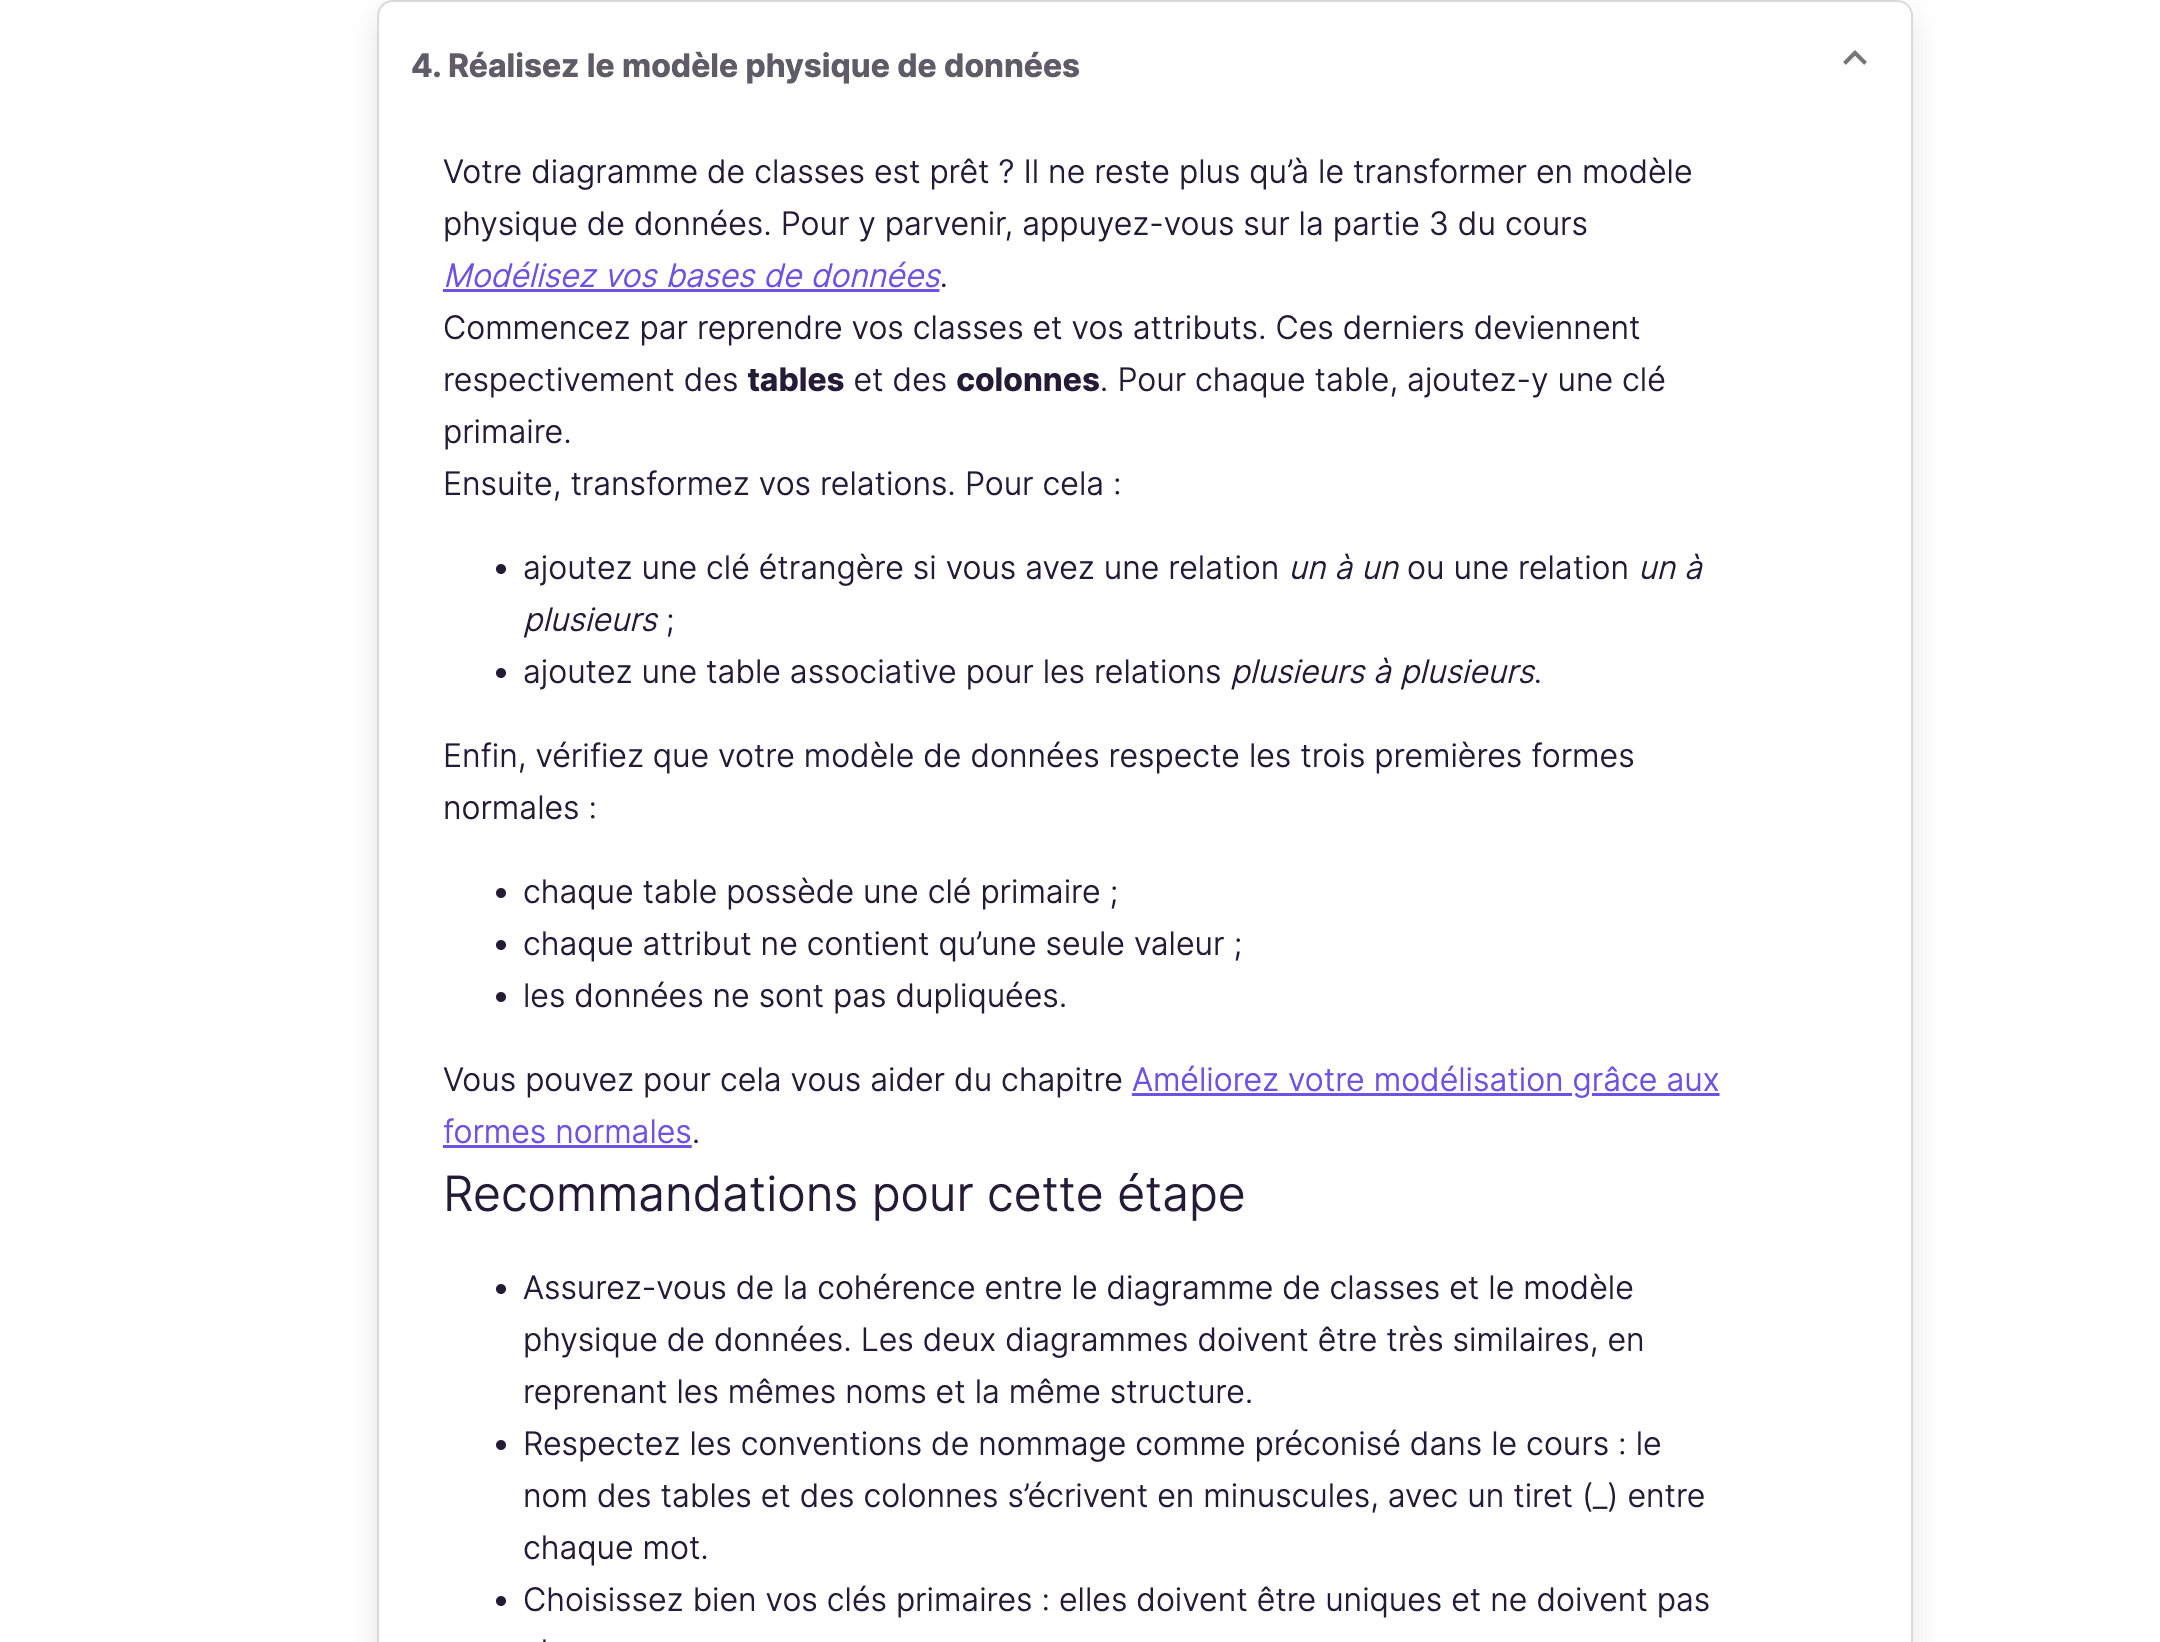 4. Réalisez le modèle physique de données
Votre diagramme de classes est prêt ? Il ne reste plus qu’à le transformer en modèle
physique de données. Pour y parvenir, appuyez-vous sur la partie 3 du cours
Modélisez vos bases de données.
Commencez par reprendre vos classes et vos attributs. Ces derniers deviennent
respectivement des tables et des colonnes. Pour chaque table, ajoutez-y une clé
primaire.
Ensuite, transformez vos relations. Pour cela :
• ajoutez une clé étrangère si vous avez une relation un à un ou une relation un à
plusieurs ;
• ajoutez une table associative pour les relations plusieurs à plusieurs.
Enfin, vérifiez que votre modèle de données respecte les trois premières formes
normales :
• chaque table possède une clé primaire ;
• chaque attribut ne contient qu’une seule valeur ;
• les données ne sont pas dupliquées.
Vous pouvez pour cela vous aider du chapitre Améliorez votre modélisation grâce aux
formes normales.
Recommandations pour cette étape
• Assurez-vous de la cohérence entre le diagramme de classes et le modèle
physique de données. Les deux diagrammes doivent être très similaires, en
reprenant les mêmes noms et la même structure.
• Respectez les conventions de nommage comme préconisé dans le cours : le
nom des tables et des colonnes s’écrivent en minuscules, avec un tiret (_) entre
chaque mot.
• Choisissez bien vos clés primaires : elles doivent être uniques et ne doivent pas